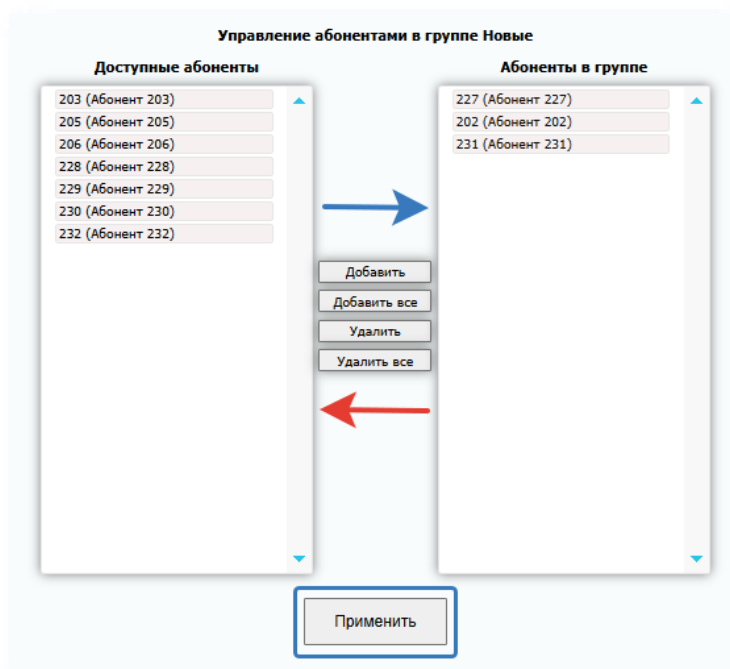 Управление абонентами в группе Новые
Доступные абоненты
203 (Абонент 203)
205 (Абонент 205)
206 (Абонент 206)
228 (Абонент 228)
229 (Абонент 229)
230 (Абонент 230)
232 (Абонент 232)
Добавить
Добавить все
Удалить
Удалить все
Абоненты в группе
227 (Абонент 227)
202 (Абонент 202)
231 (Абонент 231)
Применить